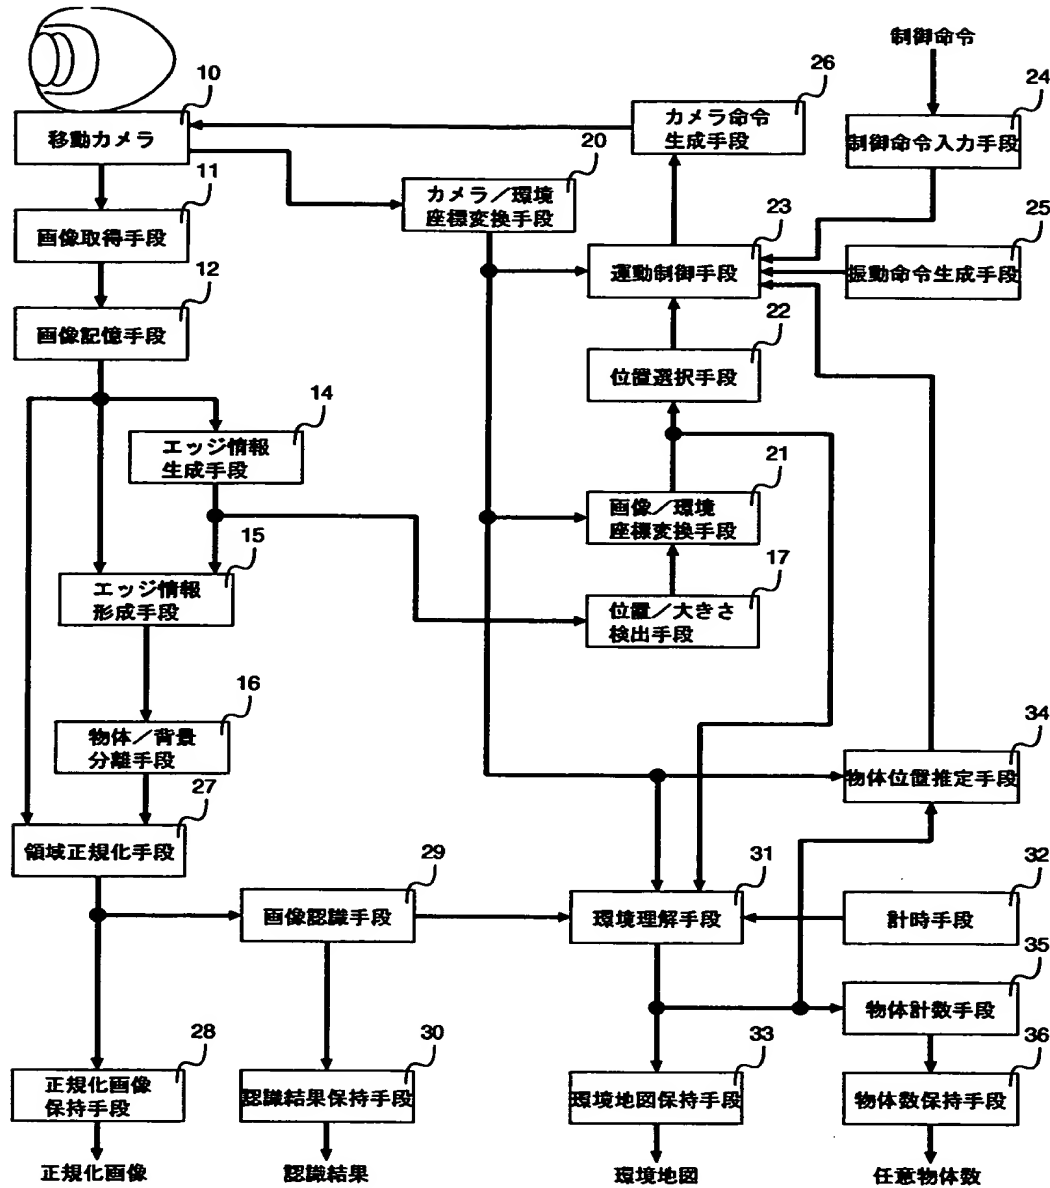 制御命令
26
24
10
カメラ命令
生成手段
移動カメラ
20
制御命令入力手段
11
カメラ/環境
座標変換手段
23
25
画像取得手段
12
運動制御手段
振動命令生成手段
22
画像記憶手段
位置選択手段
14
エッジ情報
生成手段
21
画像/環境
座標変換手段
15
17
エッジ情報
形成手段
位置/大きさ
検出手段
16
34
物体/背景
分離手段
物体位置推定手段
27
領域正規化手段
29
31
32
画像認識手段
環境理解手段
計時手段
35
物体計数手段
28
30
33
36
正規化画像
保持手段
認識結果保持手段
環境地図保持手段
物体数保持手段
正規化画像
認識結果
環境地図
任意物体数